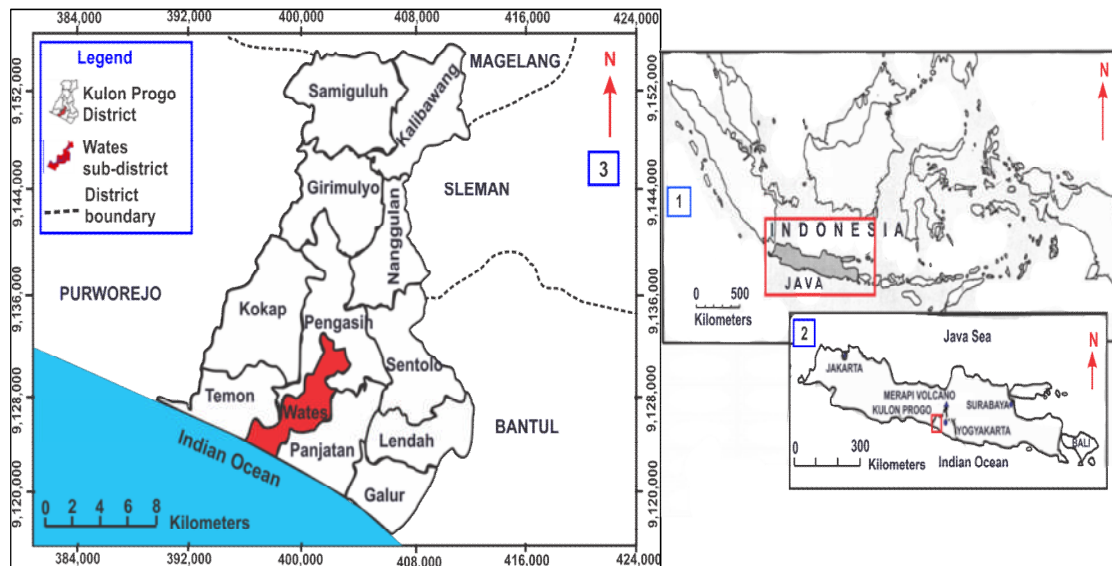 384,000
392,000
400,000
408,000
416,000
424,000
Legend
Kulon Progo
District
Wates
sub-district
District
boundary
9,152,000
9,144,000
9,136,000
9,128,000
9,120,000
MAGELANG
Samiguluh
Kalibawang
N
3
Girimulyo
SLEMAN
Nanggulan
PURWOREJO
Kokap
Pengasih
Sentolo
Temon
Wates
BANTUL
Panjatan
Lendah
Galur
Indian Ocean
0 2 4 6 8
Kilometers
9,152,000
9,144,000
9,136,000
9,128,000
9,120,000
384,000
392,000
400,000
408,000
416,000
424,000
N
1
INDONESIA
JAVA
0 500
Kilometers
2
Java Sea
N
JAKARTA
MERAPI VOLCANO
KULON PROGO
SURABAYA
YOGYAKARTA
BALI
0 300
Kilometers
Indian Ocean